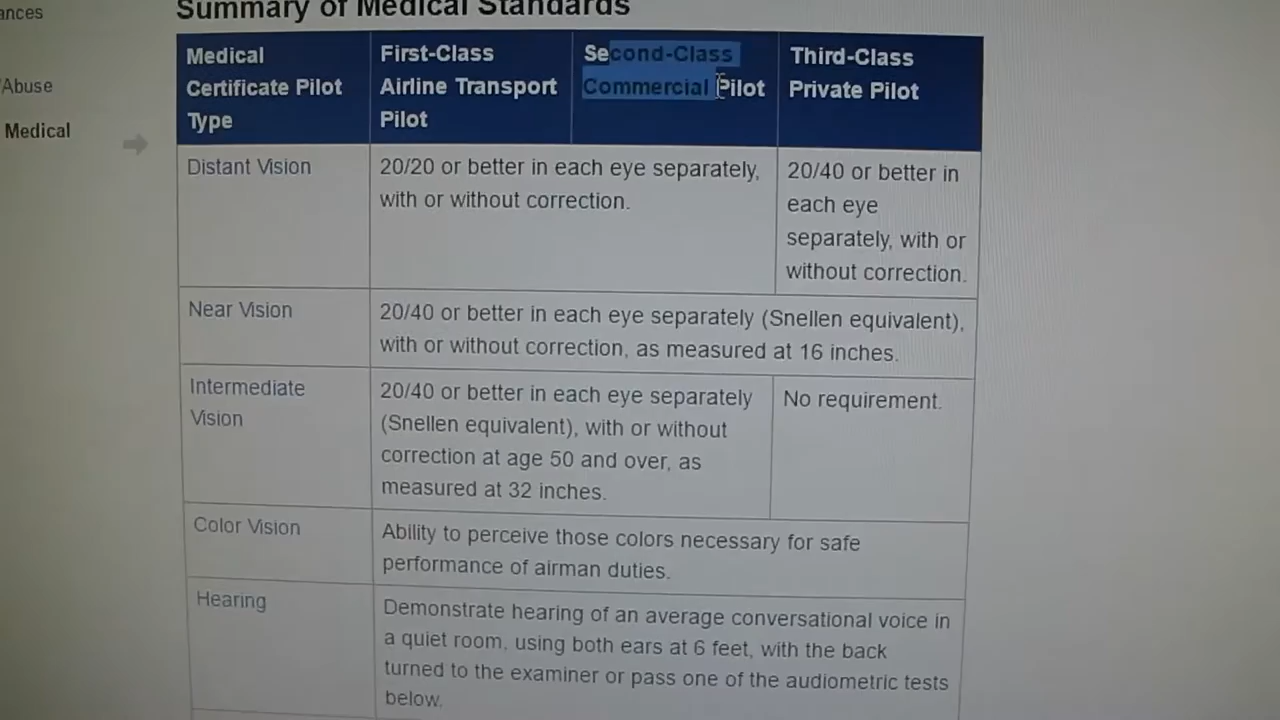 ances
Abuse
Medical
Summary of Medical Standards
Medical
Certificate Pilot
Type
First-Class
Airline Transport
Pilot
Second-Class
Commercial Pilot
Third-Class
Private Pilot
Distant Vision
20/20 or better in each eye separately,
with or without correction.
20/40 or better in
each eye
separately, with or
without correction.
Near Vision
20/40 or better in each eye separately (Snellen equivalent),
with or without correction, as measured at 16 inches.
Intermediate
Vision
20/40 or better in each eye separately
(Snellen equivalent), with or without
correction at age 50 and over, as
measured at 32 inches.
No requirement.
Color Vision
Ability to perceive those colors necessary for safe
performance of airman duties.
Hearing
Demonstrate hearing of an average conversational voice in
a quiet room, using both ears at 6 feet, with the back
turned to the examiner or pass one of the audiometric tests
below.